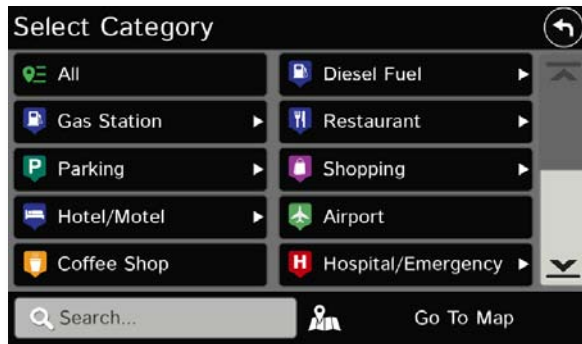 Select Category
All
Diesel Fuel
Gas Station
Restaurant
P Parking
Shopping
Hotel/Motel
Airport
Coffee Shop
H Hospital/Emergency
Search...
Go To Map